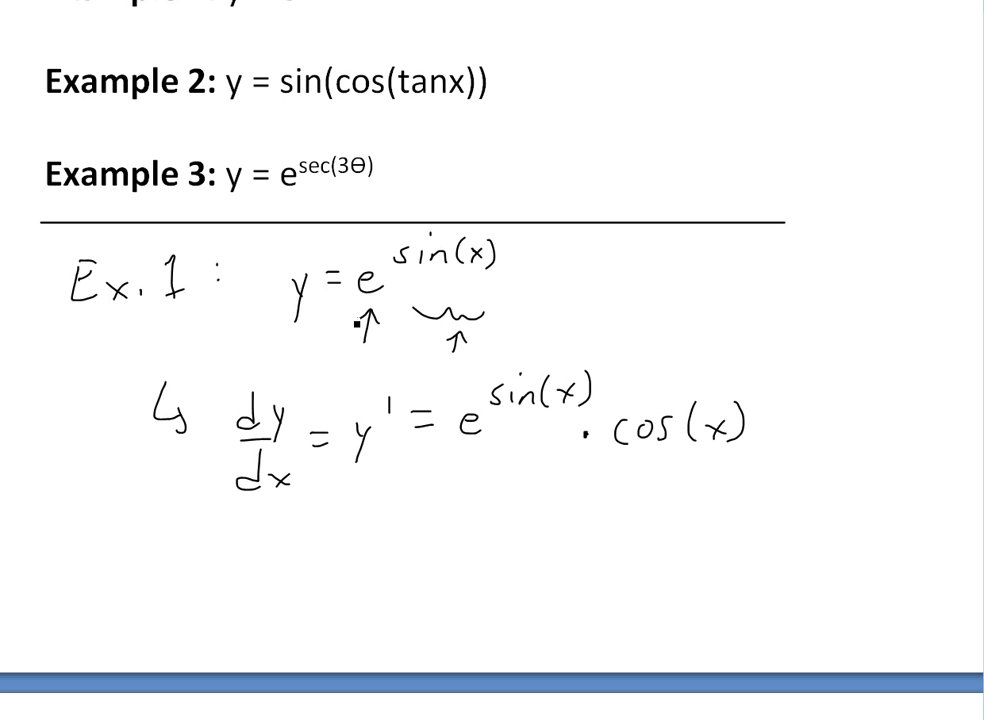 Example 2: y = sin(cos(tanx))
Example 3: y = e^sec(3Θ)
Ex. 1 : y = e^sin(x)
↳ dy/dx = y' = e^sin(x) · cos(x)